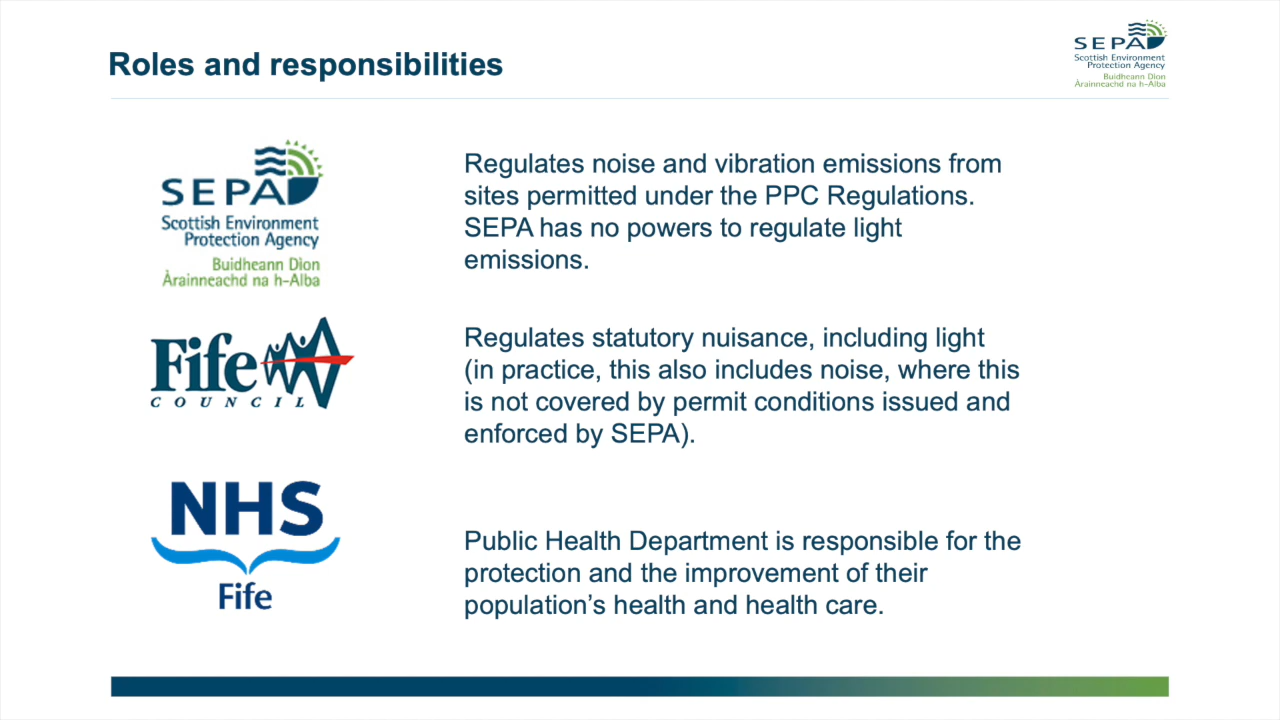 Roles and responsibilities
SEPA
Scottish Environment
Protection Agency
Buidheann Dìon
Àrainneachd na h-Alba
SEPA
Scottish Environment
Protection Agency
Buidheann Dìon
Àrainneachd na h-Alba
Regulates noise and vibration emissions from
sites permitted under the PPC Regulations.
SEPA has no powers to regulate light
emissions.
Fife
COUNCIL
Regulates statutory nuisance, including light
(in practice, this also includes noise, where this
is not covered by permit conditions issued and
enforced by SEPA).
NHS
Fife
Public Health Department is responsible for the
protection and the improvement of their
population’s health and health care.